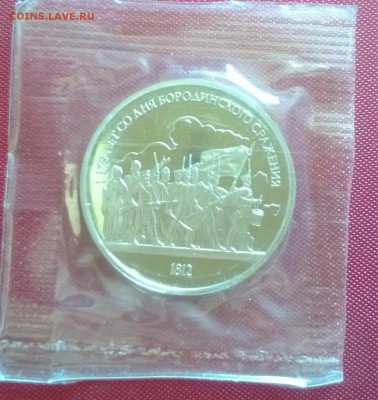 COINS.LAVE.RU
175 ЛЕТ СО ДНЯ БОРОДИНСКОГО СРАЖЕНИЯ
1812